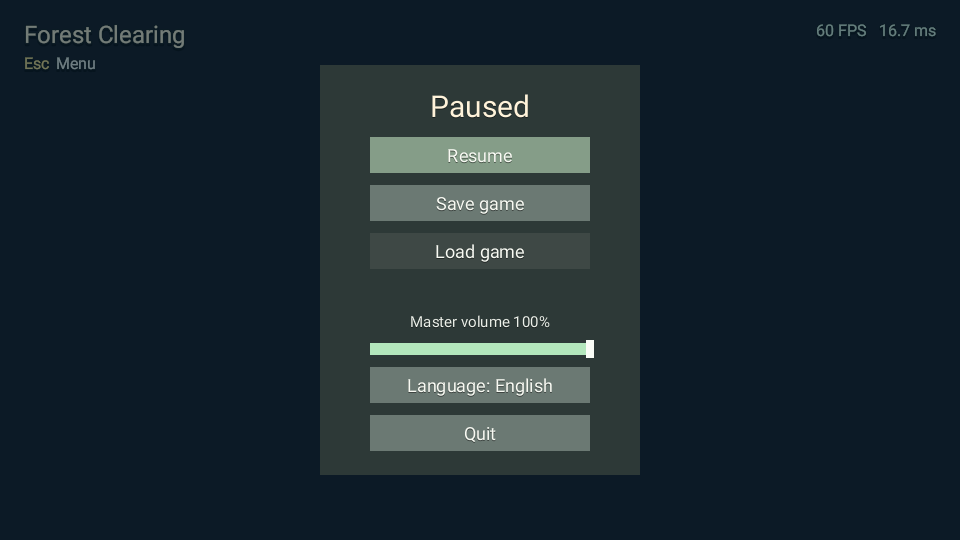 Forest Clearing
60 FPS 16.7 ms
Esc Menu
Paused
Resume
Save game
Load game
Master volume 100%
Language: English
Quit